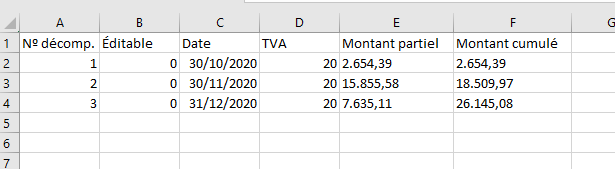 A B C D E F G
1 Nº décomp. Éditable Date TVA Montant partiel Montant cumulé
2 1 0 30/10/2020 20 2.654,39 2.654,39
3 2 0 30/11/2020 20 15.855,58 18.509,97
4 3 0 31/12/2020 20 7.635,11 26.145,08
5
6
7